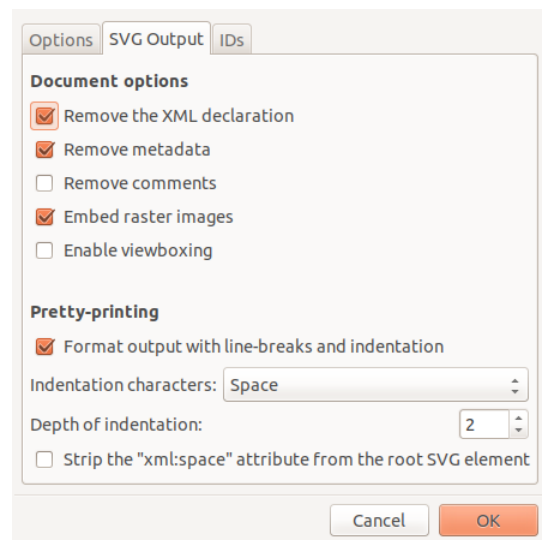 Options SVG Output IDs
Document options
Remove the XML declaration
Remove metadata
Remove comments
Embed raster images
Enable viewboxing
Pretty-printing
Format output with line-breaks and indentation
Indentation characters: Space
Depth of indentation: 2
Strip the "xml:space" attribute from the root SVG element
Cancel OK